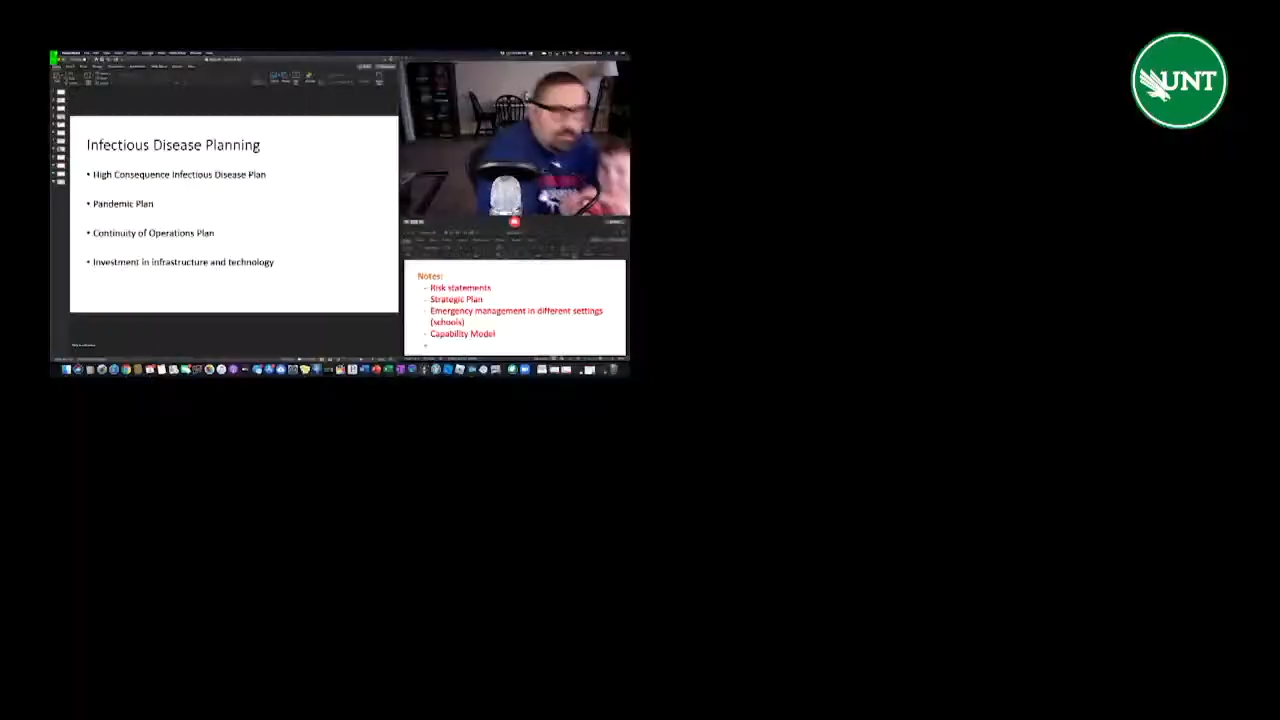 UNT
Infectious Disease Planning
• High Consequence Infectious Disease Plan
• Pandemic Plan
• Continuity of Operations Plan
• Investment in infrastructure and technology
Notes:
- Risk statements
- Strategic Plan
- Emergency management in different settings
(schools)
- Capability Model